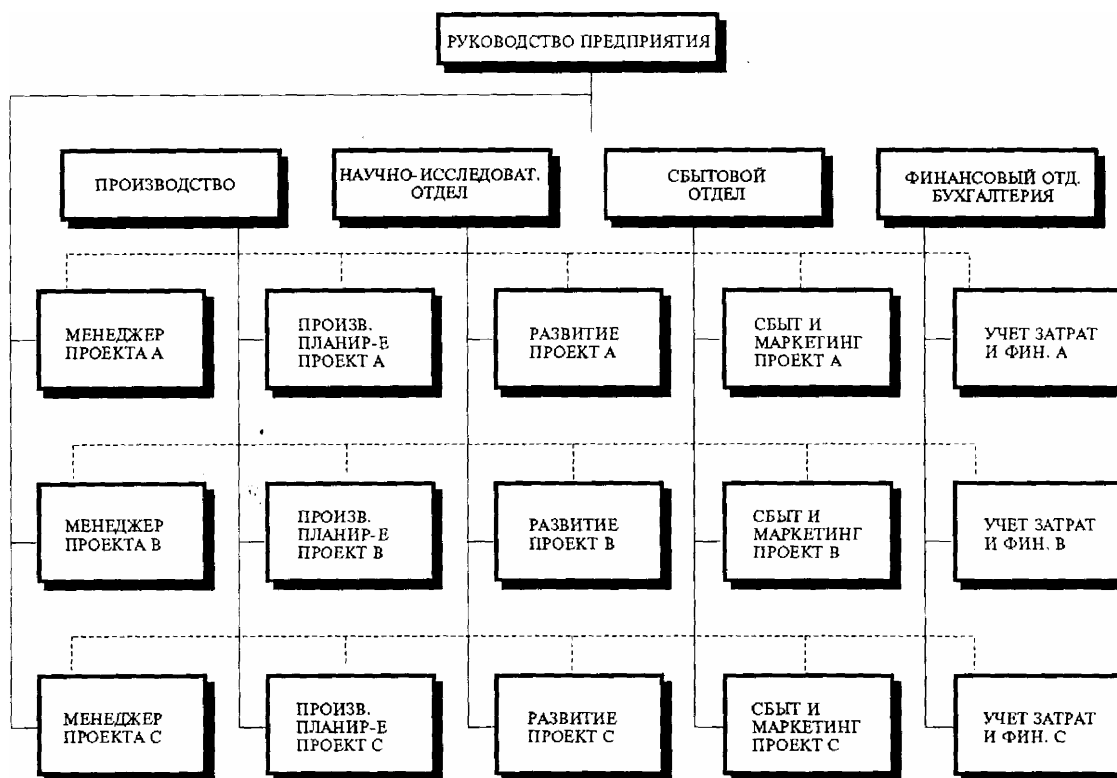 РУКОВОДСТВО ПРЕДПРИЯТИЯ
ПРОИЗВОДСТВО
НАУЧНО-ИССЛЕДОВАТ.
ОТДЕЛ
СБЫТОВОЙ
ОТДЕЛ
ФИНАНСОВЫЙ ОТД.
БУХГАЛТЕРИЯ
МЕНЕДЖЕР
ПРОЕКТА А
ПРОИЗВ.
ПЛАНИР-Е
ПРОЕКТ А
РАЗВИТИЕ
ПРОЕКТ А
СБЫТ И
МАРКЕТИНГ
ПРОЕКТ А
УЧЕТ ЗАТРАТ
И ФИН. А
МЕНЕДЖЕР
ПРОЕКТА В
ПРОИЗВ.
ПЛАНИР-Е
ПРОЕКТ В
РАЗВИТИЕ
ПРОЕКТ В
СБЫТ И
МАРКЕТИНГ
ПРОЕКТ В
УЧЕТ ЗАТРАТ
И ФИН. В
МЕНЕДЖЕР
ПРОЕКТА С
ПРОИЗВ.
ПЛАНИР-Е
ПРОЕКТ С
РАЗВИТИЕ
ПРОЕКТ С
СБЫТ И
МАРКЕТИНГ
ПРОЕКТ С
УЧЕТ ЗАТРАТ
И ФИН. С